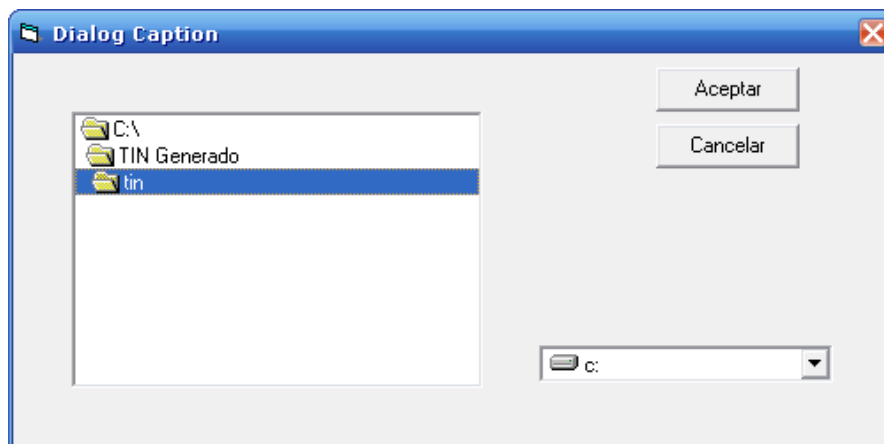 Dialog Caption
Aceptar
C:\
TIN Generado
Cancelar
tin
c: